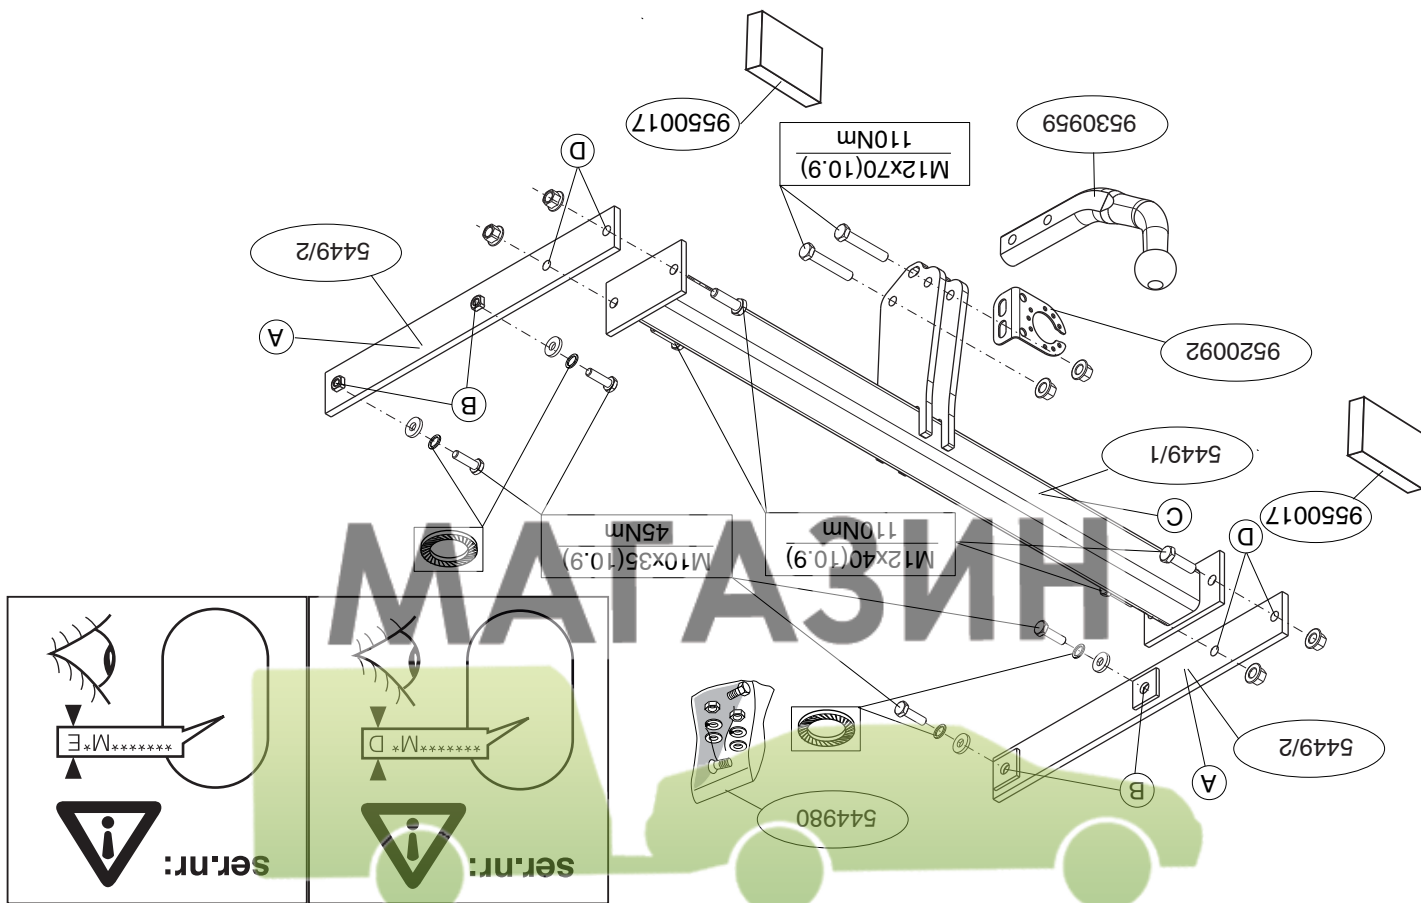 ser.nr:
ser.nr:
544980
A
B
5449/2
*******M* D
*******M*E
МАГАЗИН
D
9550017
C
M12x40(10.9)
110Nm
M10x35(10.9)
45Nm
5449/1
B
9520092
A
5449/2
D
M12x70(10.9)
110Nm
9530959
9550017